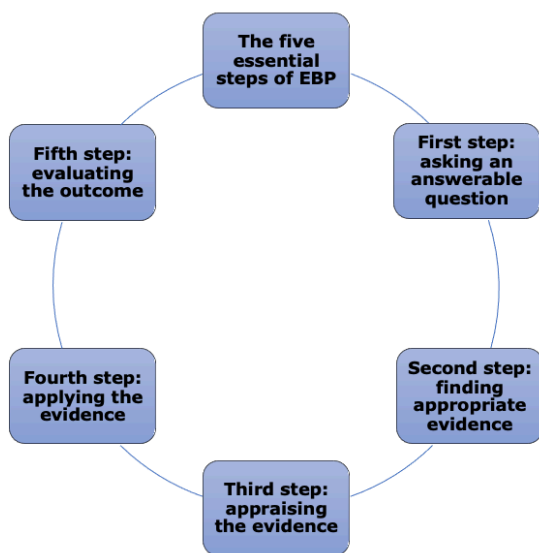 The five
essential
steps of EBP
First step:
asking an
answerable
question
Second step:
finding
appropriate
evidence
Third step:
appraising
the evidence
Fourth step:
applying the
evidence
Fifth step:
evaluating
the outcome